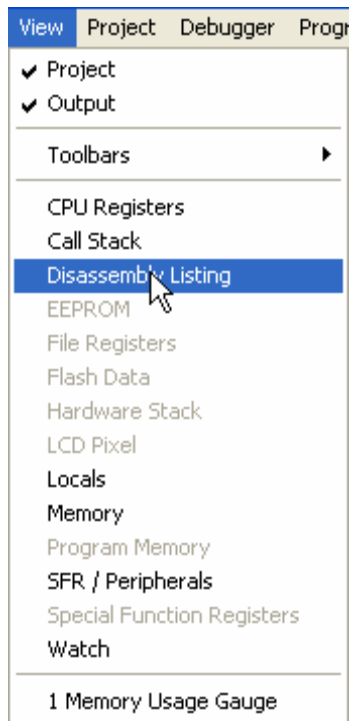 View Project Debugger Progr
Project
Output
Toolbars
CPU Registers
Call Stack
Disassembly Listing
EEPROM
File Registers
Flash Data
Hardware Stack
LCD Pixel
Locals
Memory
Program Memory
SFR / Peripherals
Special Function Registers
Watch
1 Memory Usage Gauge